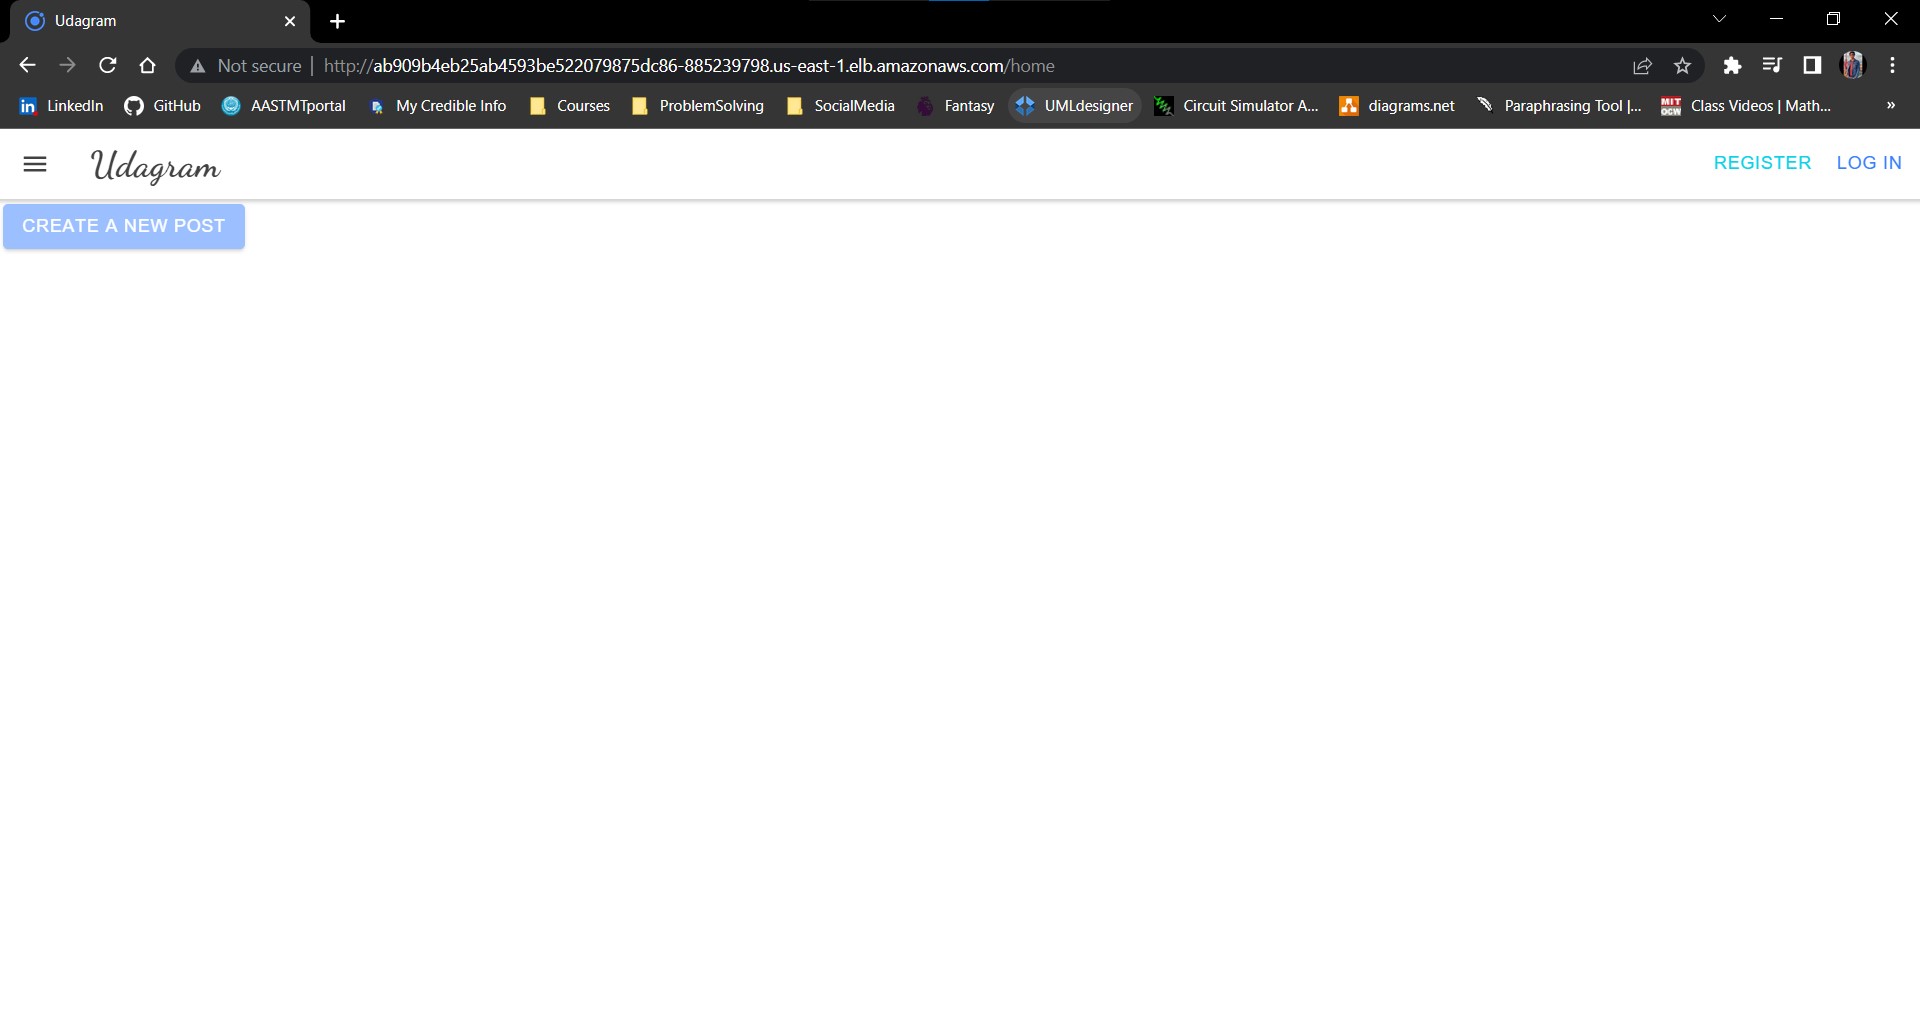 Udagram
Not secure | http://ab909b4eb25ab4593be522079875dc86-885239798.us-east-1.elb.amazonaws.com/home
LinkedIn GitHub AASTMTportal My Credible Info Courses ProblemSolving SocialMedia Fantasy UMLdesigner Circuit Simulator A... diagrams.net Paraphrasing Tool |... MIT OCW Class Videos | Math... »
Udagram REGISTER LOG IN
CREATE A NEW POST